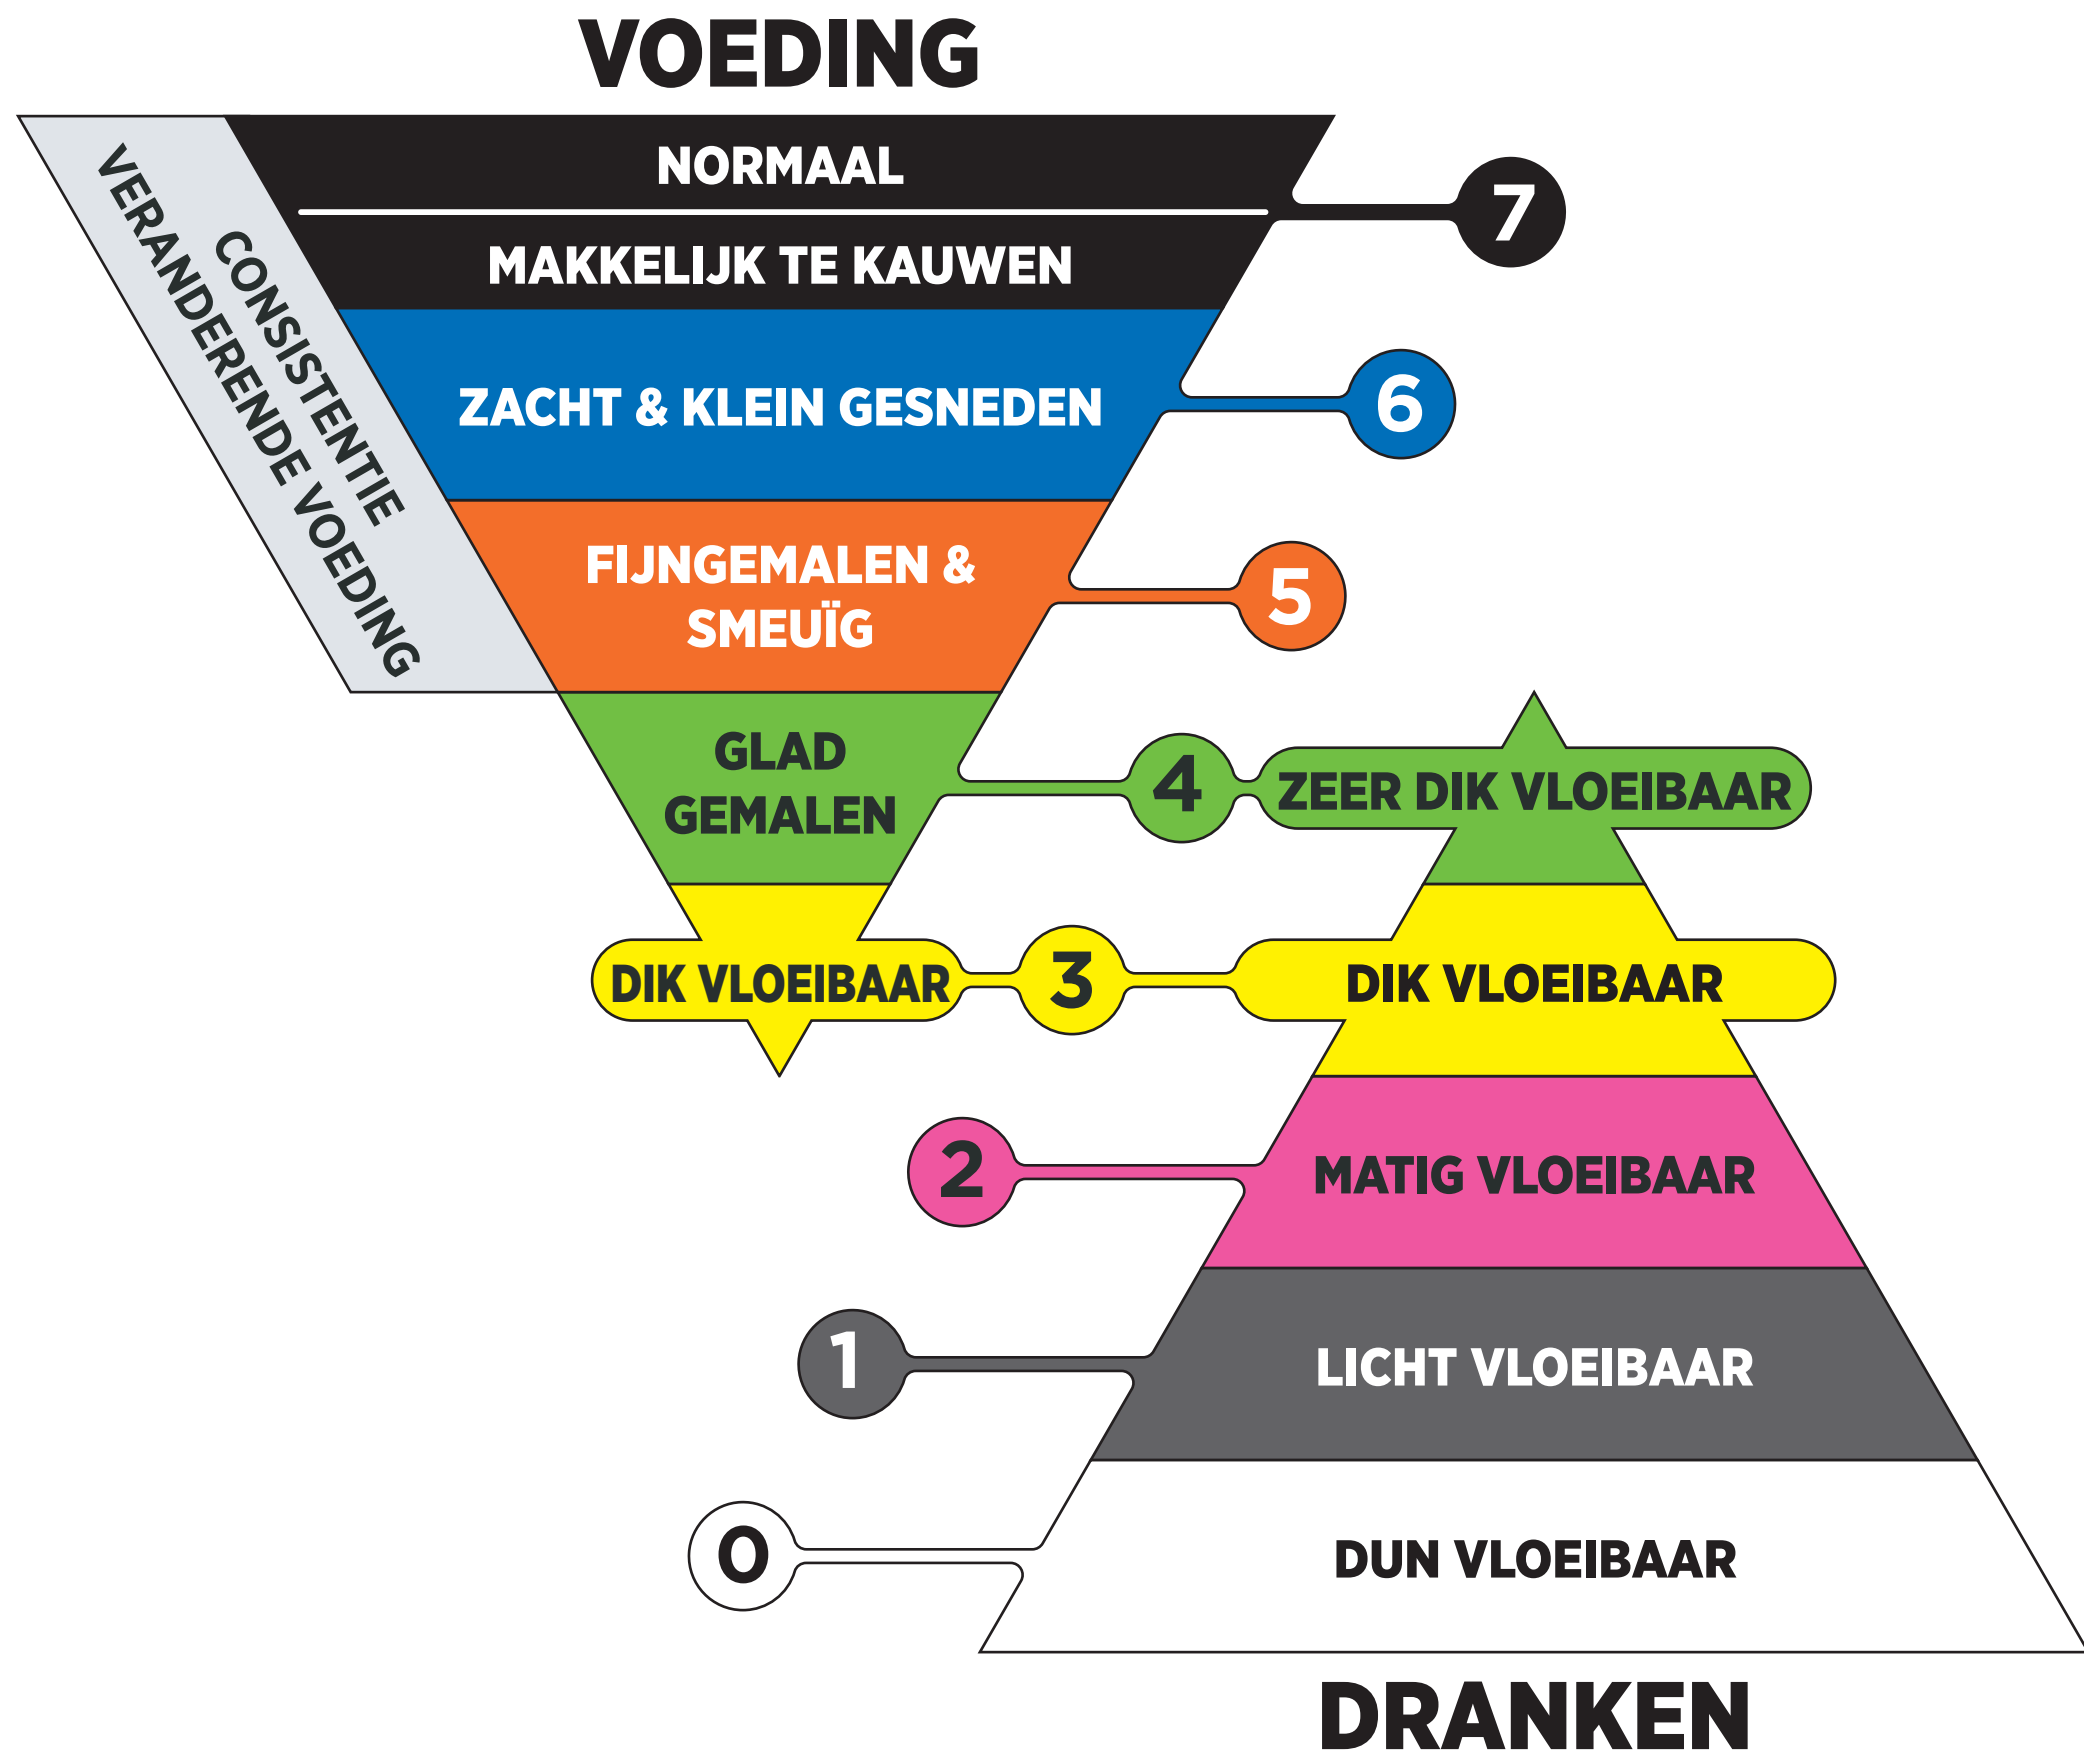 VOEDING
NORMAAL
7
MAKKELIJK TE KAUWEN
CONSISTENTIE
VERANDERENDE VOEDING
ZACHT & KLEIN GESNEDEN
6
FIJNGEMALEN &
SMEUÏG
5
GLAD
GEMALEN
4
ZEER DIK VLOEIBAAR
DIK VLOEIBAAR
3
DIK VLOEIBAAR
2
MATIG VLOEIBAAR
1
LICHT VLOEIBAAR
0
DUN VLOEIBAAR
DRANKEN